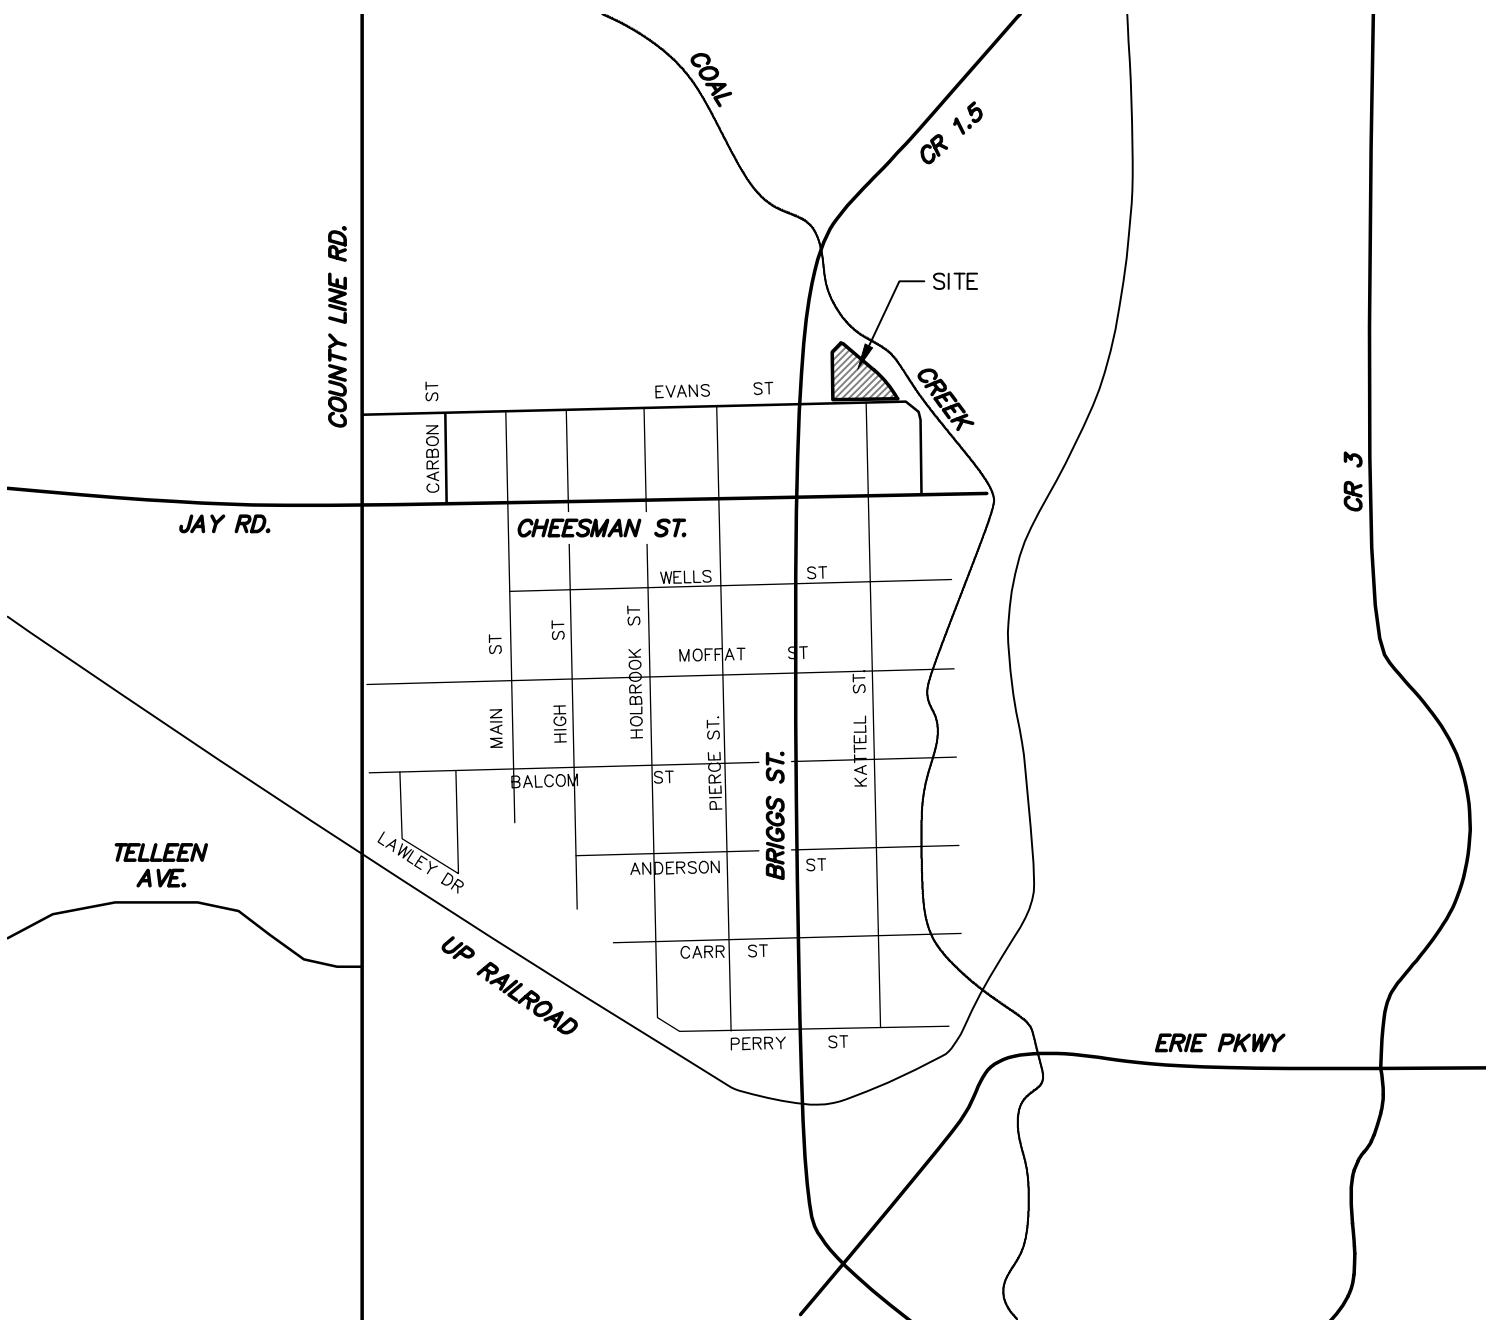 COAL
CR 1.5
COUNTY LINE RD.
SITE
CREEK
EVANS ST
CARBON ST
CR 3
JAY RD.
CHEESMAN ST.
WELLS ST
MOFFAT ST
MAIN ST
HIGH ST
HOLBROOK ST
PIERCE ST.
KATTELL ST.
BRIGGS ST.
BALCOM ST
LAWLEY DR
TELLEEN
AVE.
ANDERSON ST
UP RAILROAD
CARR ST
PERRY ST
ERIE PKWY